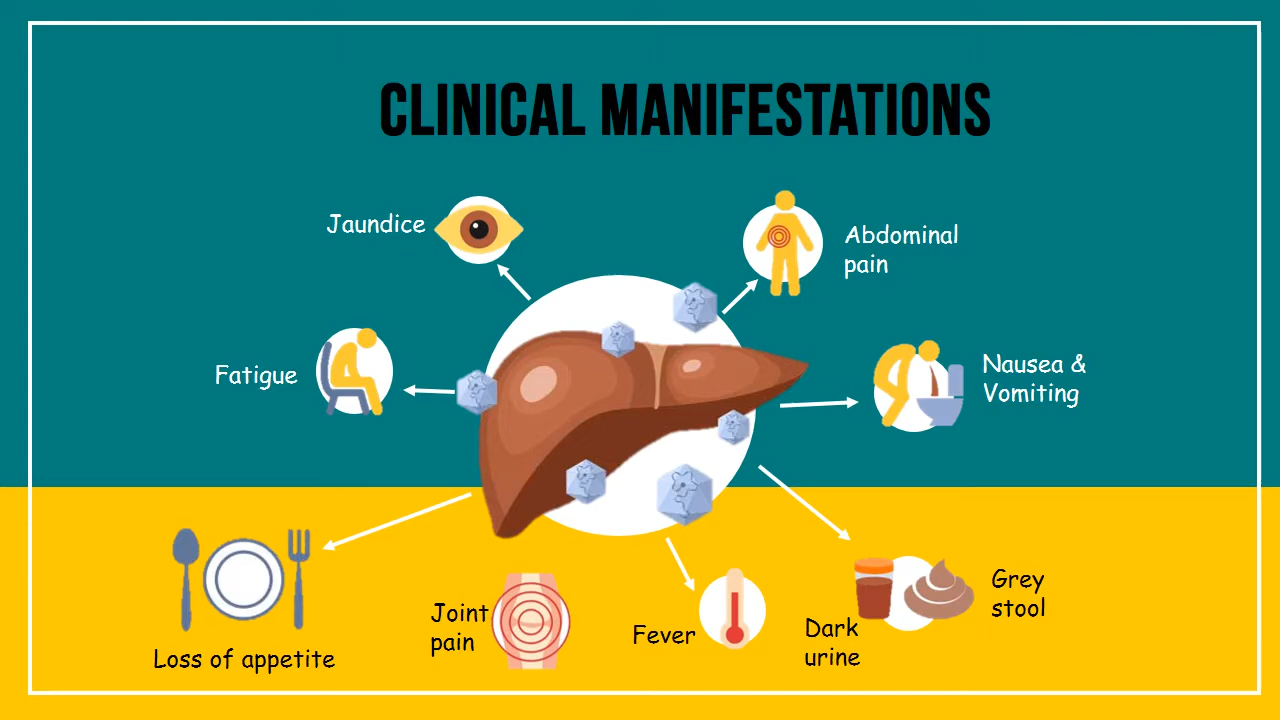 CLINICAL MANIFESTATIONS
Jaundice
Abdominal
pain
Fatigue
Nausea &
Vomiting
Loss of appetite
Joint
pain
Fever
Dark
urine
Grey
stool